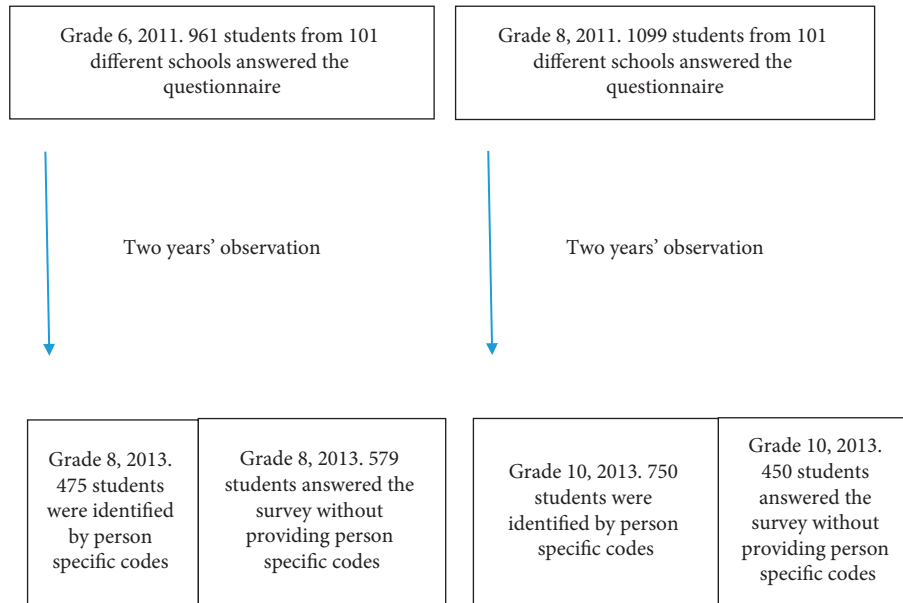 Grade 6, 2011. 961 students from 101
different schools answered the
questionnaire
Grade 8, 2011. 1099 students from 101
different schools answered the
questionnaire
Two years’ observation
Two years’ observation
Grade 8, 2013.
475 students
were identified
by person
specific codes
Grade 8, 2013. 579
students answered the
survey without
providing person
specific codes
Grade 10, 2013. 750
students were
identified by person
specific codes
Grade 10, 2013.
450 students
answered the
survey without
providing person
specific codes